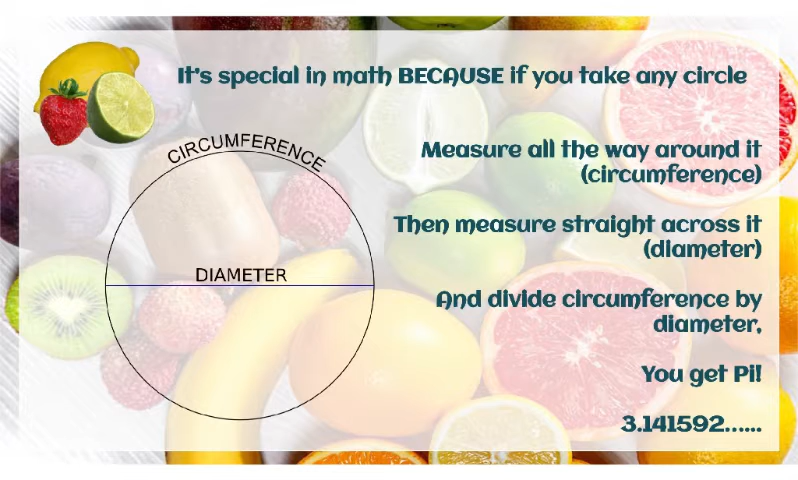 It's special in math BECAUSE if you take any circle
CIRCUMFERENCE
DIAMETER
Measure all the way around it
(circumference)
Then measure straight across it
(diameter)
And divide circumference by
diameter,
You get Pi!
3.141592......